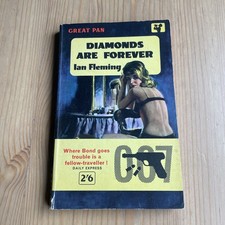 GREAT PAN
DIAMONDS
ARE FOREVER
Ian Fleming
Where Bond goes
trouble is a
fellow-traveller!
DAILY EXPRESS
2'6
007